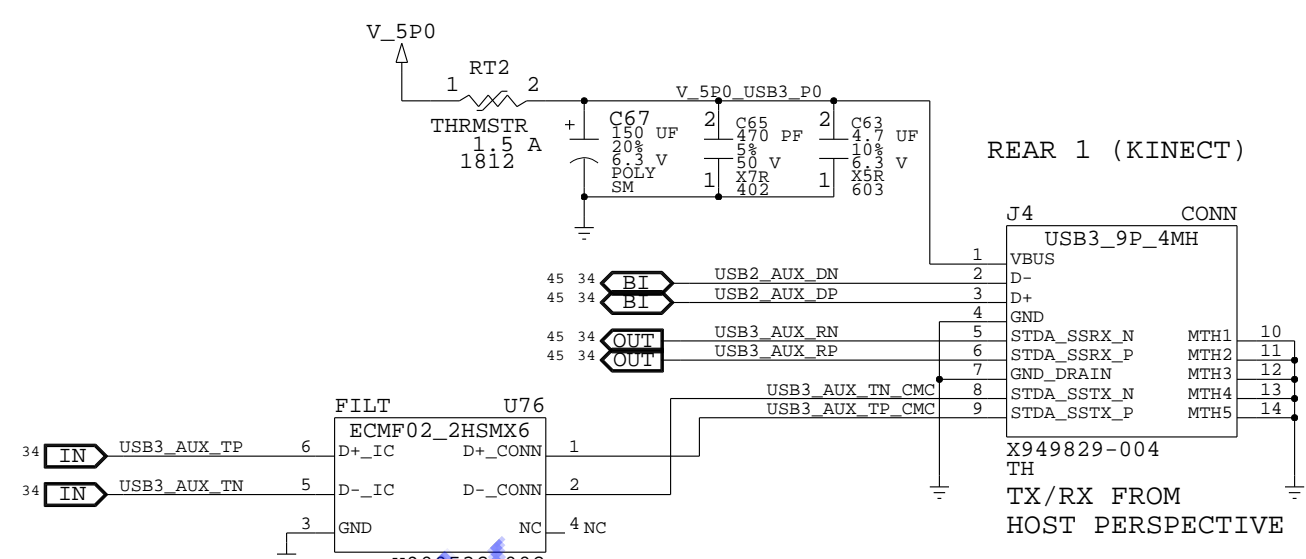 V_5P0
RT2
1 2
THRMSTR
1.5 A
1812
V_5P0_USB3_P0
+
C67
150 UF
20%
6.3 V
POLY
SM
2
C65
470 PF
5%
50 V
X7R
402
1
2
C63
4.7 UF
10%
6.3 V
X5R
603
1
REAR 1 (KINECT)
J4 CONN
USB3_9P_4MH
1 VBUS
45 34 BI USB2_AUX_DN 2 D-
45 34 BI USB2_AUX_DP 3 D+
4 GND
45 34 OUT USB3_AUX_RN 5 STDA_SSRX_N MTH1 10
45 34 OUT USB3_AUX_RP 6 STDA_SSRX_P MTH2 11
7 GND_DRAIN MTH3 12
USB3_AUX_TN_CMC 8 STDA_SSTX_N MTH4 13
USB3_AUX_TP_CMC 9 STDA_SSTX_P MTH5 14
X949829-004
TH
TX/RX FROM
HOST PERSPECTIVE
FILT U76
ECMF02_2HSMX6
34 IN USB3_AUX_TP 6 D+_IC D+_CONN 1
34 IN USB3_AUX_TN 5 D-_IC D-_CONN 2
3 GND NC 4 NC